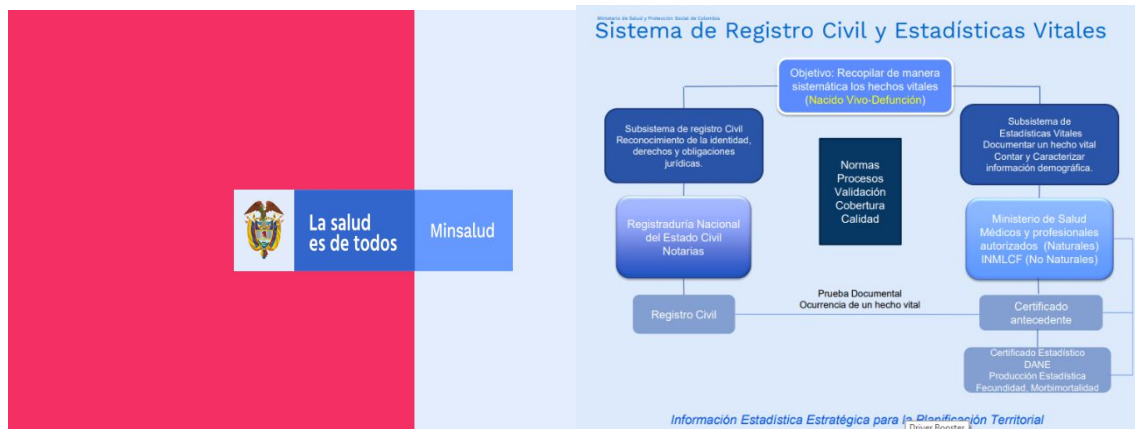 La salud
es de todos
Minsalud
Ministerio de Salud y Protección Social de Colombia
Sistema de Registro Civil y Estadísticas Vitales
Objetivo: Recopilar de manera
sistemática los hechos vitales
(Nacido Vivo-Defunción)
Subsistema de registro Civil
Reconocimiento de la identidad,
derechos y obligaciones
jurídicas.
Normas
Procesos
Validación
Cobertura
Calidad
Subsistema de
Estadísticas Vitales
Documentar un hecho vital
Contar y Caracterizar
información demográfica.
Registraduría Nacional
del Estado Civil
Notarias
Ministerio de Salud
Médicos y profesionales
autorizados (Naturales)
INMLCF (No Naturales)
Prueba Documental
Ocurrencia de un hecho vital
Registro Civil
Certificado
antecedente
Certificado Estadístico
DANE
Producción Estadística
Fecundidad, Morbimortalidad
Información Estadística Estratégica para la Planificación Territorial
Driver Booster